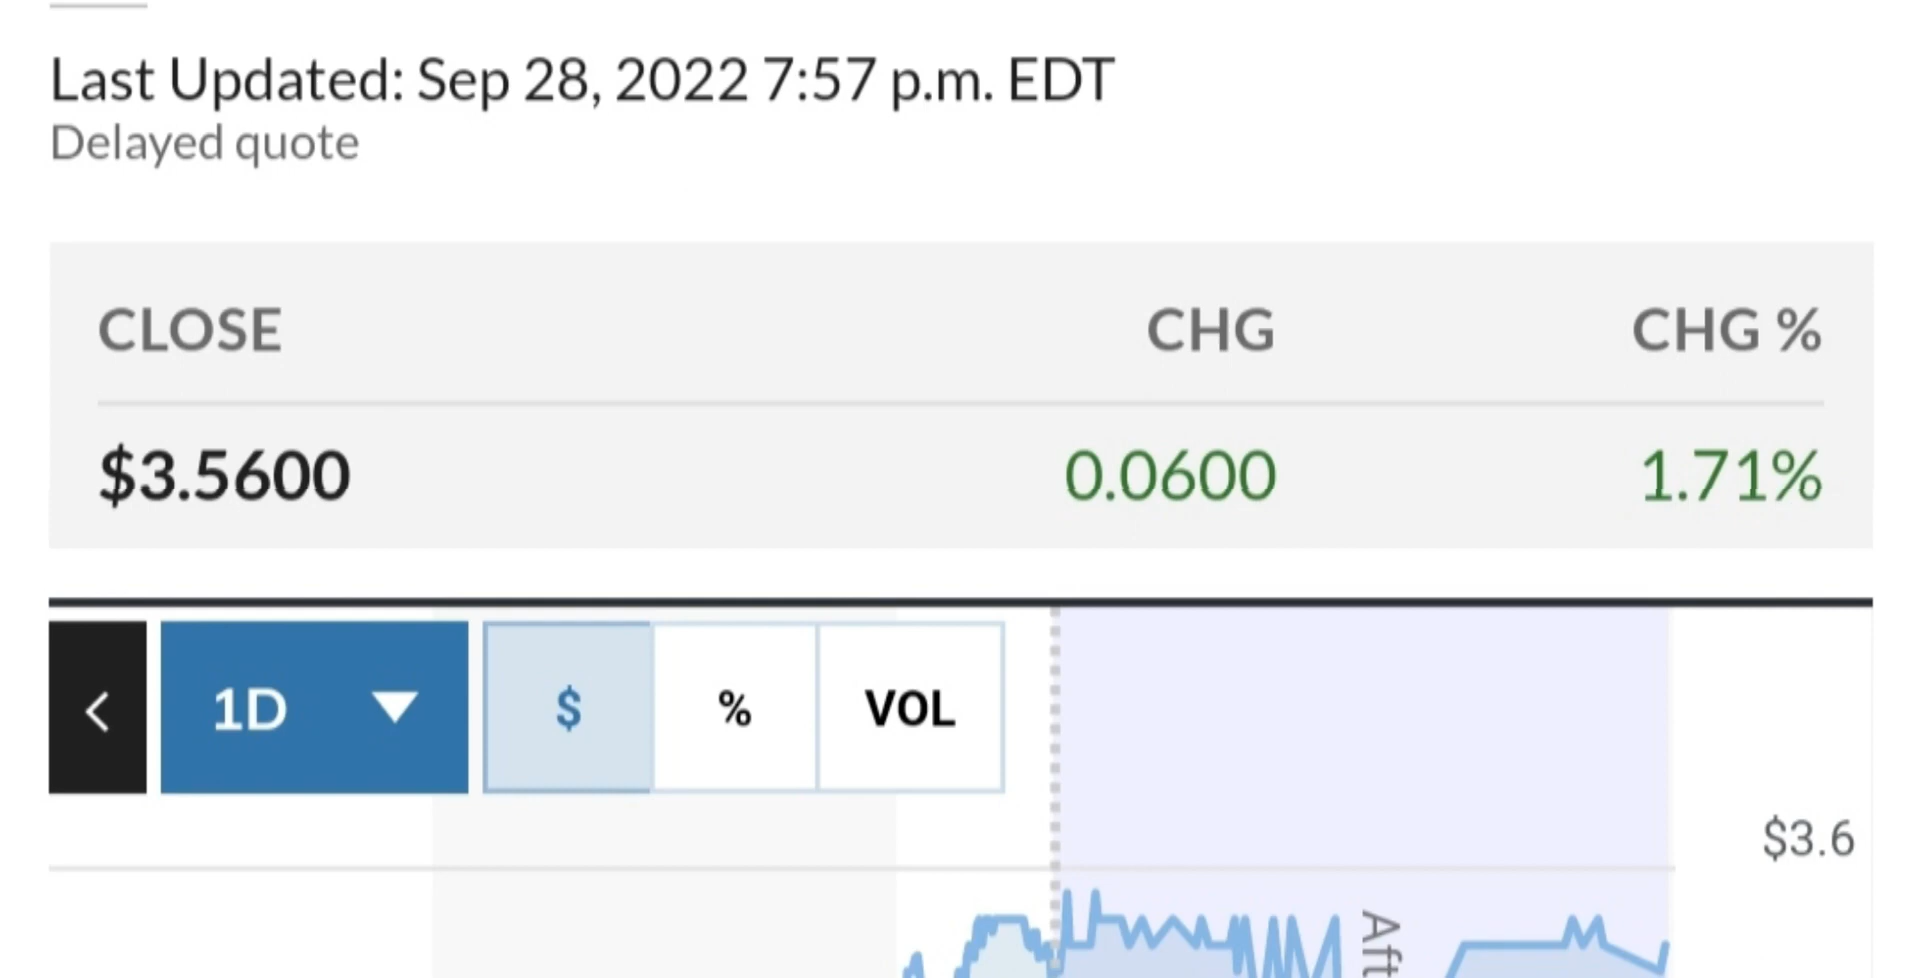 Last Updated: Sep 28, 2022 7:57 p.m. EDT
Delayed quote
CLOSE CHG CHG %
$3.5600 0.0600 1.71%
1D $ % VOL
$3.6
Aft